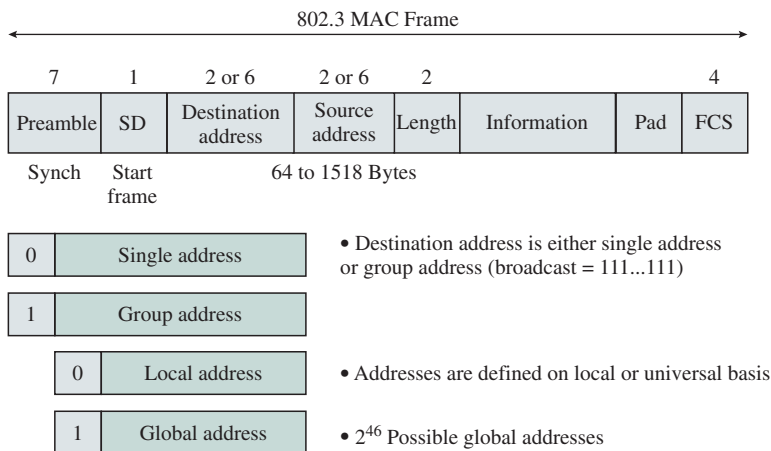 802.3 MAC Frame
7 1 2 or 6 2 or 6 2 4
Preamble SD Destination address Source address Length Information Pad FCS
Synch Start frame 64 to 1518 Bytes
0 Single address
• Destination address is either single address
or group address (broadcast = 111...111)
1 Group address
0 Local address
• Addresses are defined on local or universal basis
1 Global address
• 2⁴⁶ Possible global addresses